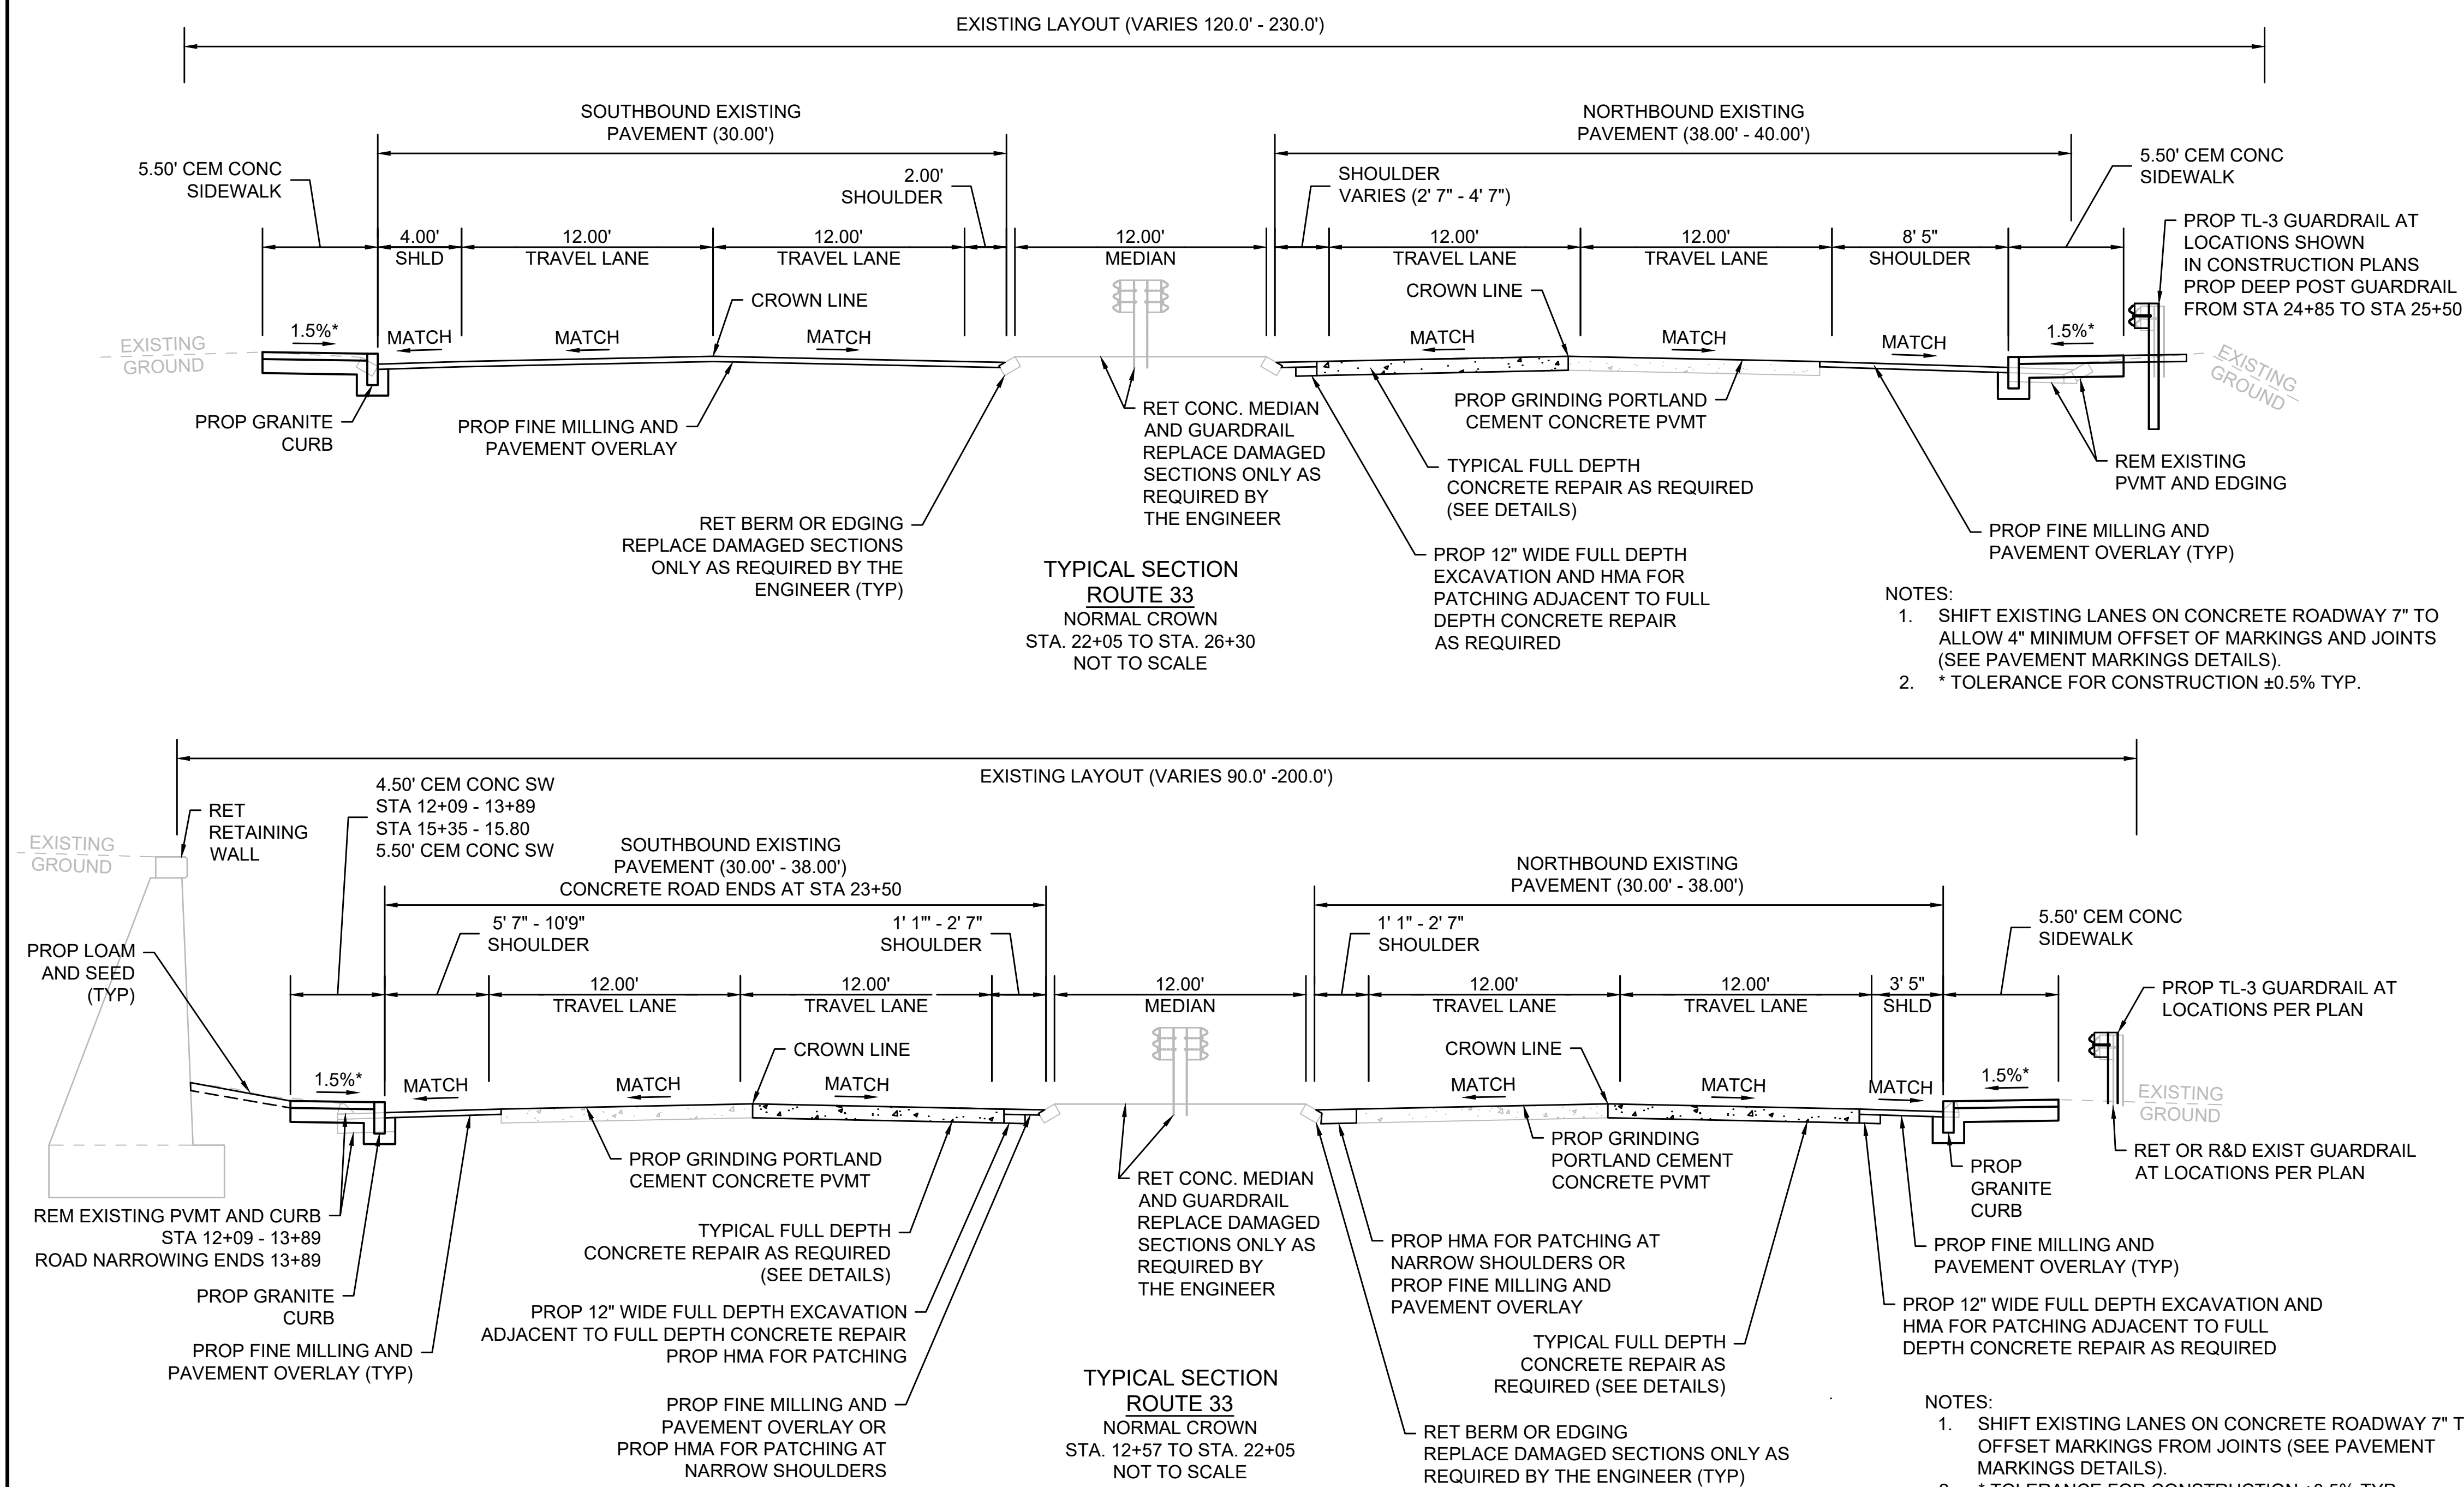 EXISTING LAYOUT (VARIES 120.0' - 230.0')
SOUTHBOUND EXISTING
PAVEMENT (30.00')
NORTHBOUND EXISTING
PAVEMENT (38.00' - 40.00')
5.50' CEM CONC
SIDEWALK
2.00'
SHOULDER
SHOULDER
VARIES (2' 7" - 4' 7")
5.50' CEM CONC
SIDEWALK
PROP TL-3 GUARDRAIL AT
LOCATIONS SHOWN
IN CONSTRUCTION PLANS
PROP DEEP POST GUARDRAIL
FROM STA 24+85 TO STA 25+50
4.00'
SHLD
12.00'
TRAVEL LANE
12.00'
TRAVEL LANE
12.00'
MEDIAN
12.00'
TRAVEL LANE
12.00'
TRAVEL LANE
8' 5"
SHOULDER
CROWN LINE
CROWN LINE
EXISTING
GROUND
1.5%*
MATCH
MATCH
MATCH
MATCH
MATCH
MATCH
1.5%*
EXISTING
GROUND
PROP GRANITE
CURB
PROP FINE MILLING AND
PAVEMENT OVERLAY
RET BERM OR EDGING
REPLACE DAMAGED SECTIONS
ONLY AS REQUIRED BY THE
ENGINEER (TYP)
RET CONC. MEDIAN
AND GUARDRAIL
REPLACE DAMAGED
SECTIONS ONLY AS
REQUIRED BY
THE ENGINEER
PROP GRINDING PORTLAND
CEMENT CONCRETE PVMT
TYPICAL FULL DEPTH
CONCRETE REPAIR AS REQUIRED
(SEE DETAILS)
PROP 12" WIDE FULL DEPTH
EXCAVATION AND HMA FOR
PATCHING ADJACENT TO FULL
DEPTH CONCRETE REPAIR
AS REQUIRED
REM EXISTING
PVMT AND EDGING
PROP FINE MILLING AND
PAVEMENT OVERLAY (TYP)
TYPICAL SECTION
ROUTE 33
NORMAL CROWN
STA. 22+05 TO STA. 26+30
NOT TO SCALE
NOTES:
1. SHIFT EXISTING LANES ON CONCRETE ROADWAY 7" TO
ALLOW 4" MINIMUM OFFSET OF MARKINGS AND JOINTS
(SEE PAVEMENT MARKINGS DETAILS).
2. * TOLERANCE FOR CONSTRUCTION ±0.5% TYP.
EXISTING LAYOUT (VARIES 90.0' -200.0')
EXISTING
GROUND
RET
RETAINING
WALL
4.50' CEM CONC SW
STA 12+09 - 13+89
STA 15+35 - 15.80
5.50' CEM CONC SW
SOUTHBOUND EXISTING
PAVEMENT (30.00' - 38.00')
CONCRETE ROAD ENDS AT STA 23+50
NORTHBOUND EXISTING
PAVEMENT (30.00' - 38.00')
PROP LOAM
AND SEED
(TYP)
5' 7" - 10'9"
SHOULDER
1' 1"' - 2' 7"
SHOULDER
1' 1" - 2' 7"
SHOULDER
5.50' CEM CONC
SIDEWALK
12.00'
TRAVEL LANE
12.00'
TRAVEL LANE
12.00'
MEDIAN
12.00'
TRAVEL LANE
12.00'
TRAVEL LANE
3' 5"
SHLD
PROP TL-3 GUARDRAIL AT
LOCATIONS PER PLAN
CROWN LINE
CROWN LINE
1.5%*
MATCH
MATCH
MATCH
MATCH
MATCH
MATCH
1.5%*
EXISTING
GROUND
RET OR R&D EXIST GUARDRAIL
AT LOCATIONS PER PLAN
REM EXISTING PVMT AND CURB
STA 12+09 - 13+89
ROAD NARROWING ENDS 13+89
PROP GRANITE
CURB
PROP FINE MILLING AND
PAVEMENT OVERLAY (TYP)
PROP GRINDING PORTLAND
CEMENT CONCRETE PVMT
TYPICAL FULL DEPTH
CONCRETE REPAIR AS REQUIRED
(SEE DETAILS)
PROP 12" WIDE FULL DEPTH EXCAVATION
ADJACENT TO FULL DEPTH CONCRETE REPAIR
PROP HMA FOR PATCHING
PROP FINE MILLING AND
PAVEMENT OVERLAY OR
PROP HMA FOR PATCHING AT
NARROW SHOULDERS
RET CONC. MEDIAN
AND GUARDRAIL
REPLACE DAMAGED
SECTIONS ONLY AS
REQUIRED BY
THE ENGINEER
PROP GRINDING
PORTLAND CEMENT
CONCRETE PVMT
PROP HMA FOR PATCHING AT
NARROW SHOULDERS OR
PROP FINE MILLING AND
PAVEMENT OVERLAY
TYPICAL FULL DEPTH
CONCRETE REPAIR AS
REQUIRED (SEE DETAILS)
RET BERM OR EDGING
REPLACE DAMAGED SECTIONS ONLY AS
REQUIRED BY THE ENGINEER (TYP)
PROP
GRANITE
CURB
PROP FINE MILLING AND
PAVEMENT OVERLAY (TYP)
PROP 12" WIDE FULL DEPTH EXCAVATION AND
HMA FOR PATCHING ADJACENT TO FULL
DEPTH CONCRETE REPAIR AS REQUIRED
TYPICAL SECTION
ROUTE 33
NORMAL CROWN
STA. 12+57 TO STA. 22+05
NOT TO SCALE
NOTES:
1. SHIFT EXISTING LANES ON CONCRETE ROADWAY 7" T
OFFSET MARKINGS FROM JOINTS (SEE PAVEMENT
MARKINGS DETAILS).
2. * TOLERANCE FOR CONSTRUCTION ±0.5% TYP.